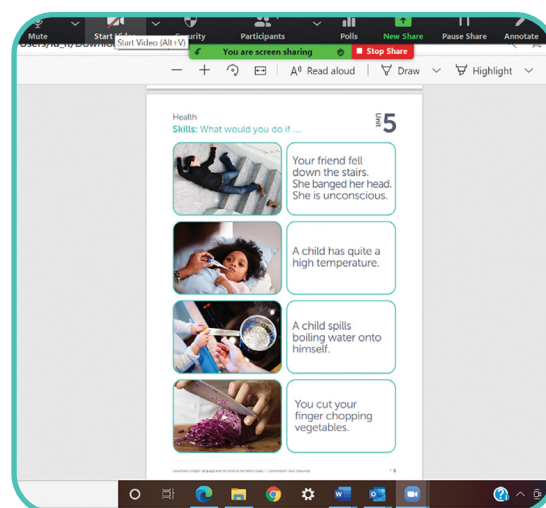 Mute
Start Video
Security
Participants
Polls
New Share
Pause Share
Annotate
Start Video (Alt+V)
You are screen sharing
Stop Share
Read aloud
Draw
Highlight
Health
Skills: What would you do if ....
Unit 5
Your friend fell
down the stairs.
She banged her head.
She is unconscious.
A child has quite a
high temperature.
A child spills
boiling water onto
himself.
You cut your
finger chopping
vegetables.